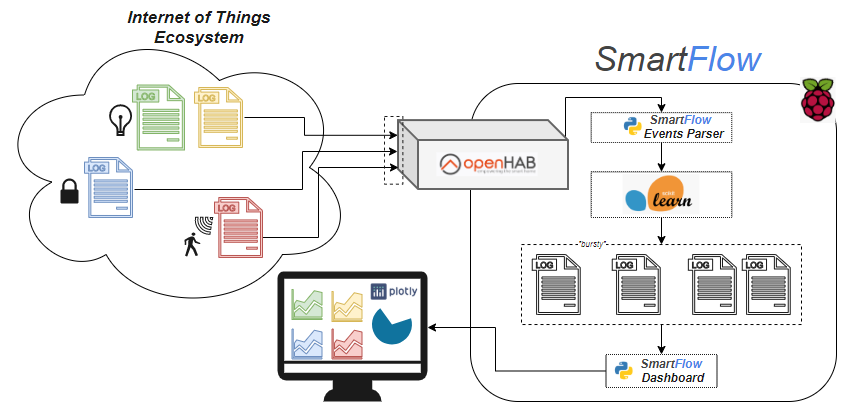 Internet of Things
Ecosystem
SmartFlow
LOG
LOG
LOG
LOG
openHAB
SmartFlow
Events Parser
learn
"bursty"
LOG
LOG
LOG
LOG
plotly
SmartFlow
Dashboard